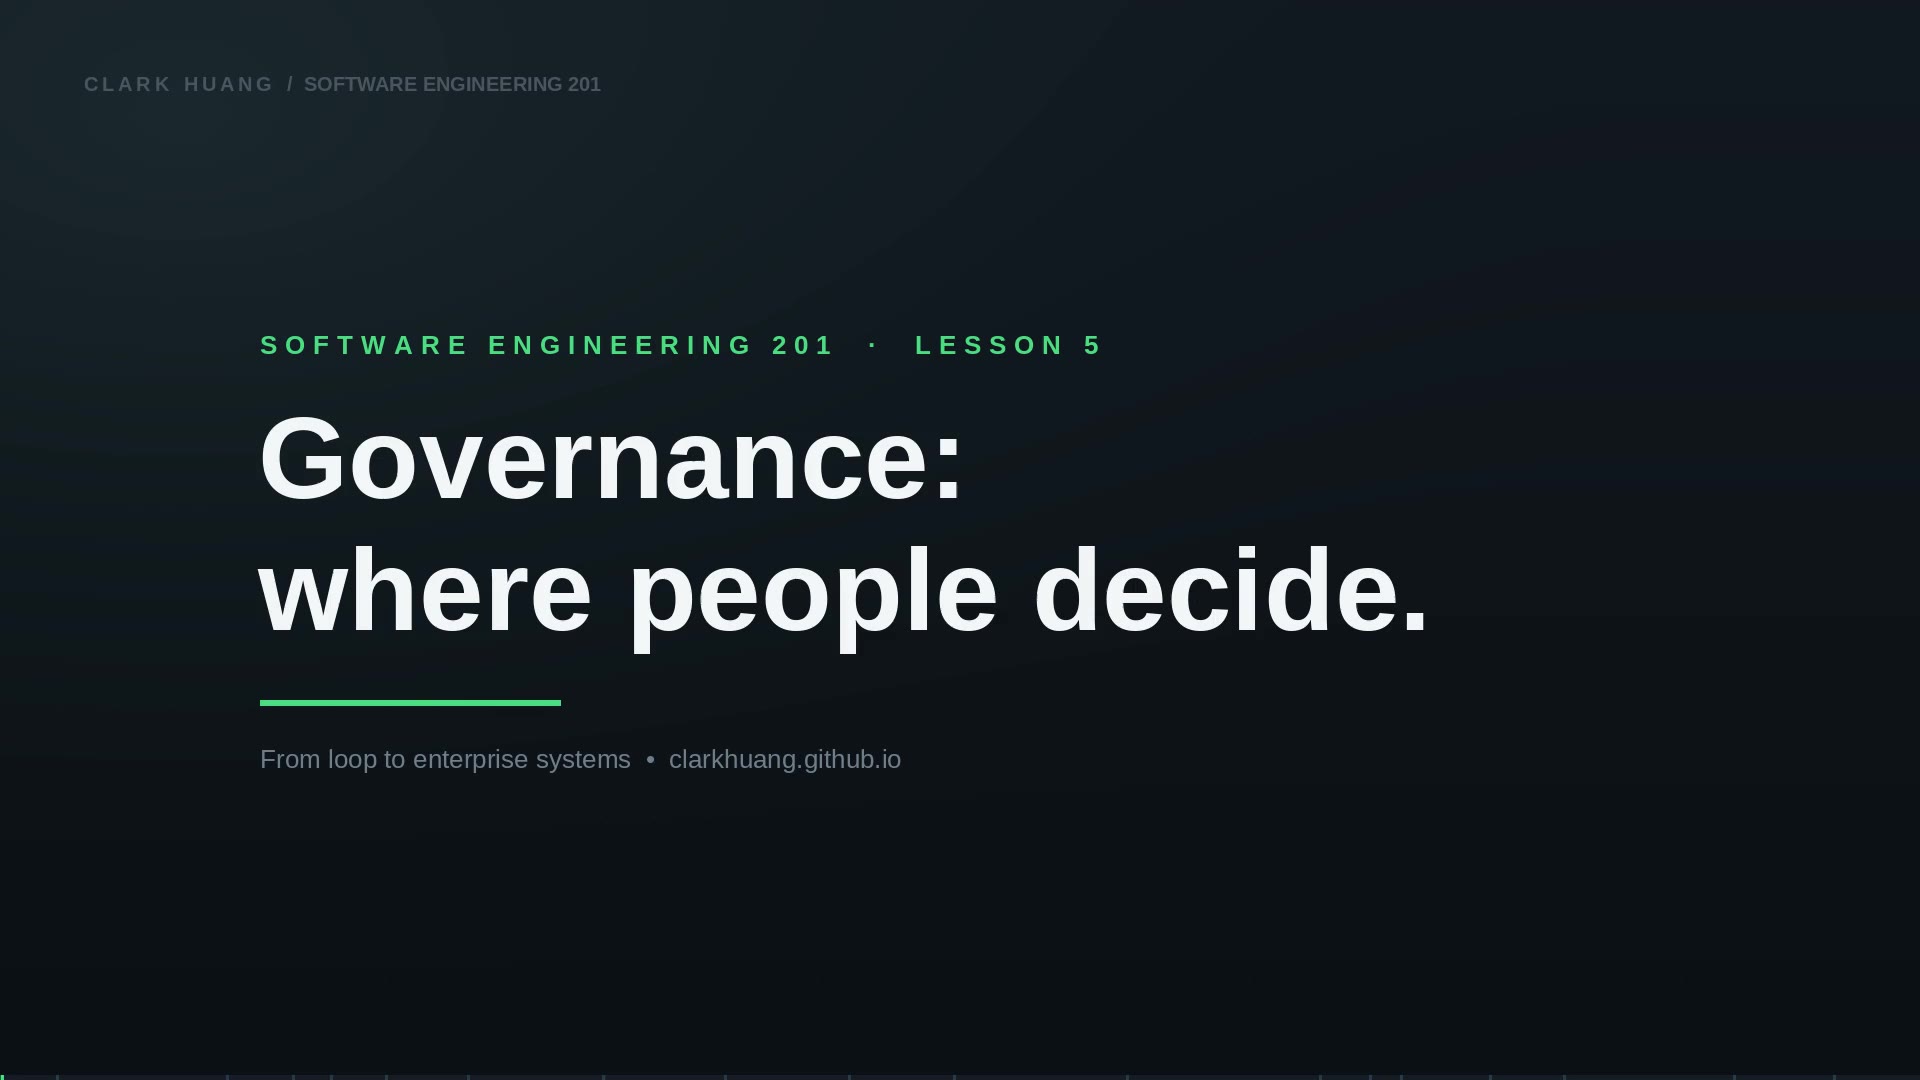 CLARK HUANG / SOFTWARE ENGINEERING 201
SOFTWARE ENGINEERING 201 · LESSON 5
Governance:
where people decide.
From loop to enterprise systems • clarkhuang.github.io